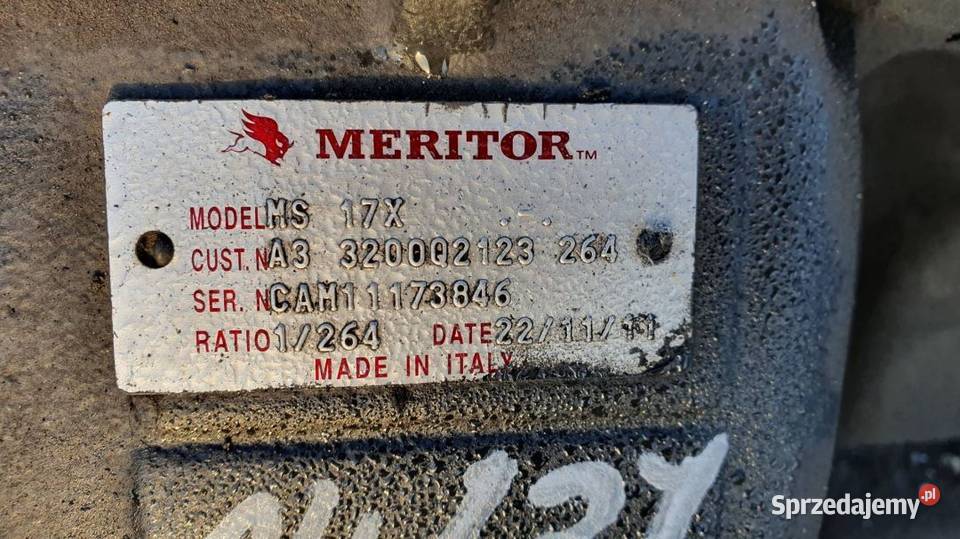 MERITOR™
MODEL MS 17X .-.
CUST.N A3 3200Q2123 264
SER. N CAM11173846
RATIO 1/264 DATE 22/11/11
MADE IN ITALY
Sprzedajemy.pl